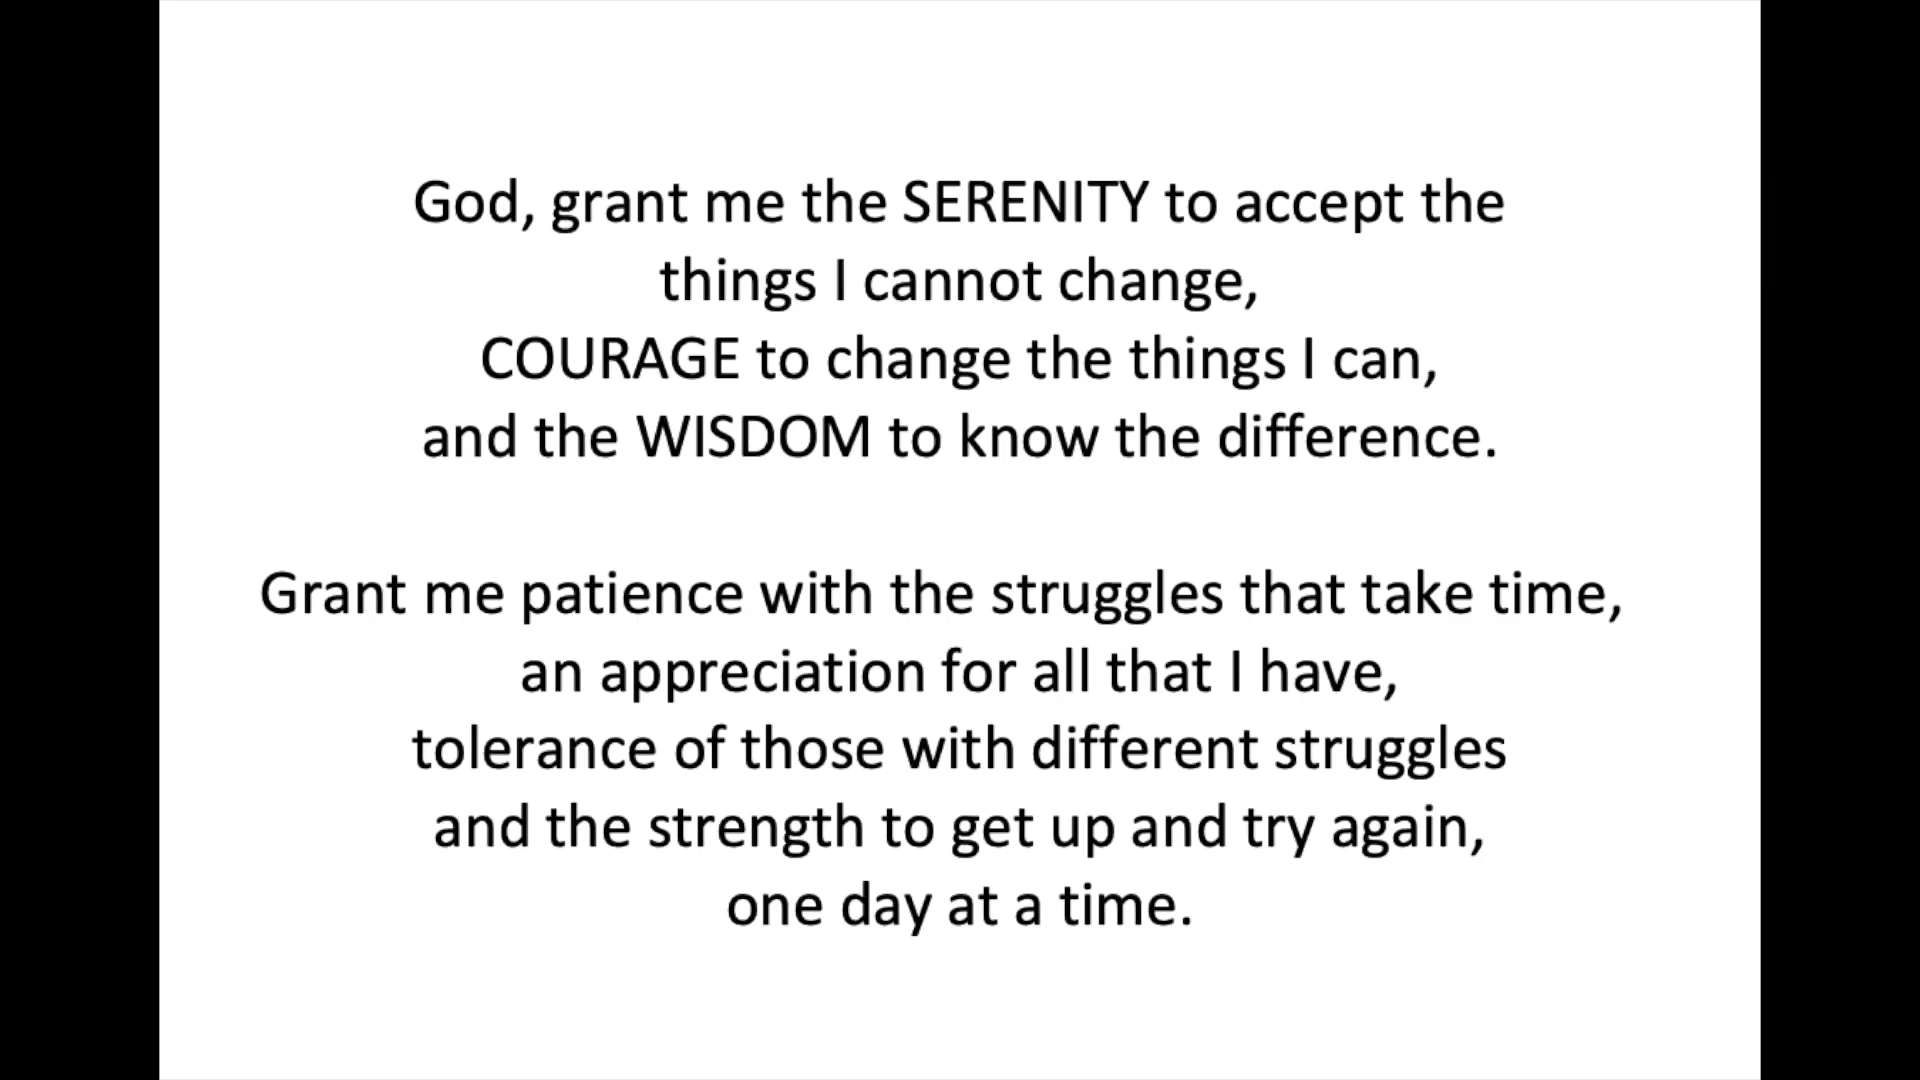 God, grant me the SERENITY to accept the
things I cannot change,
COURAGE to change the things I can,
and the WISDOM to know the difference.
Grant me patience with the struggles that take time,
an appreciation for all that I have,
tolerance of those with different struggles
and the strength to get up and try again,
one day at a time.